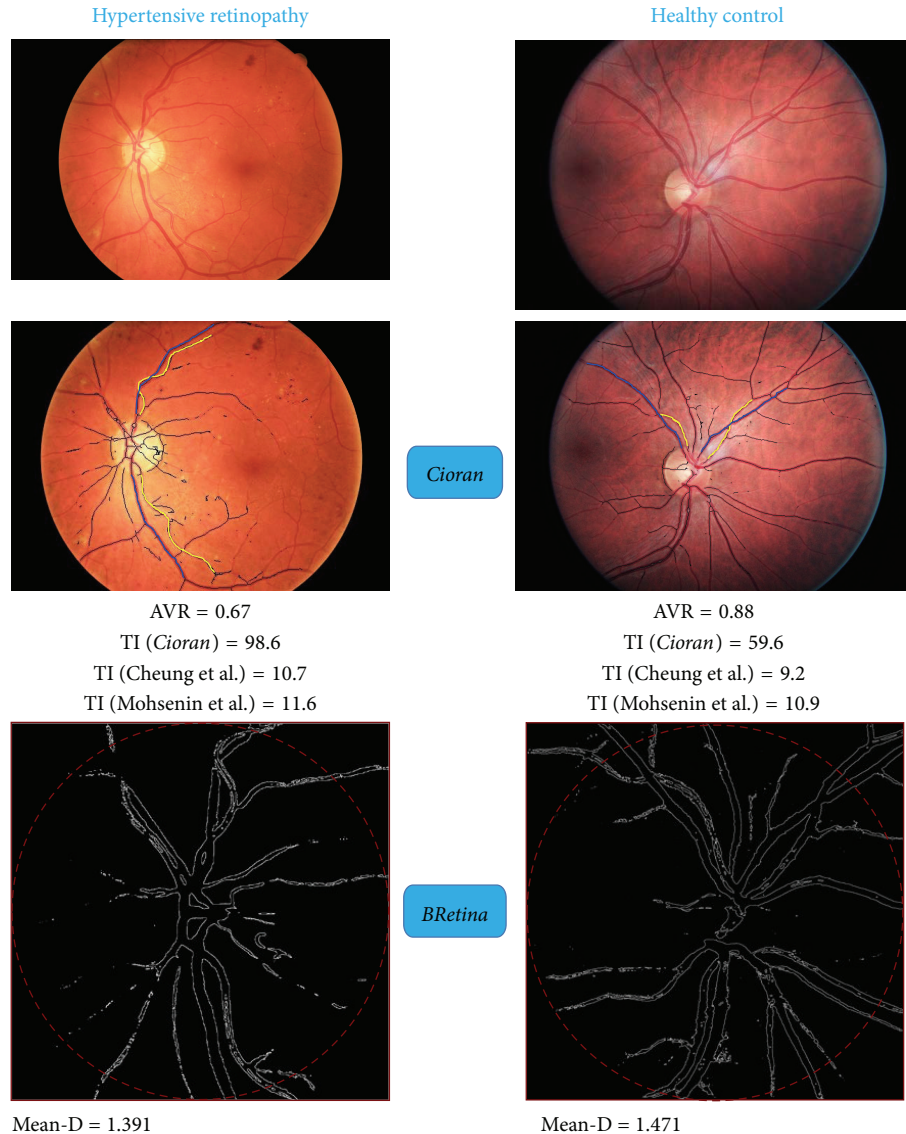 Hypertensive retinopathy
Healthy control
Cioran
AVR = 0.67
TI (Cioran) = 98.6
TI (Cheung et al.) = 10.7
TI (Mohsenin et al.) = 11.6
AVR = 0.88
TI (Cioran) = 59.6
TI (Cheung et al.) = 9.2
TI (Mohsenin et al.) = 10.9
BRetina
Mean-D = 1.391
Mean-D = 1.471